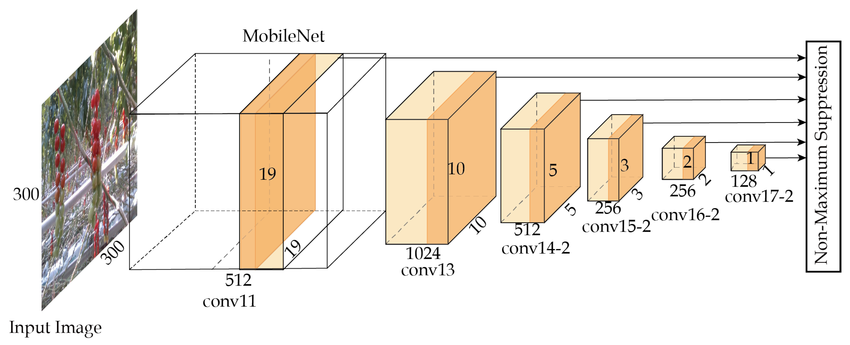 MobileNet
300
300
Input Image
19
19
512
conv11
10
10
1024
conv13
5
5
512
conv14-2
3
3
256
conv15-2
2
2
256
conv16-2
1
1
128
conv17-2
Non-Maximum Suppression